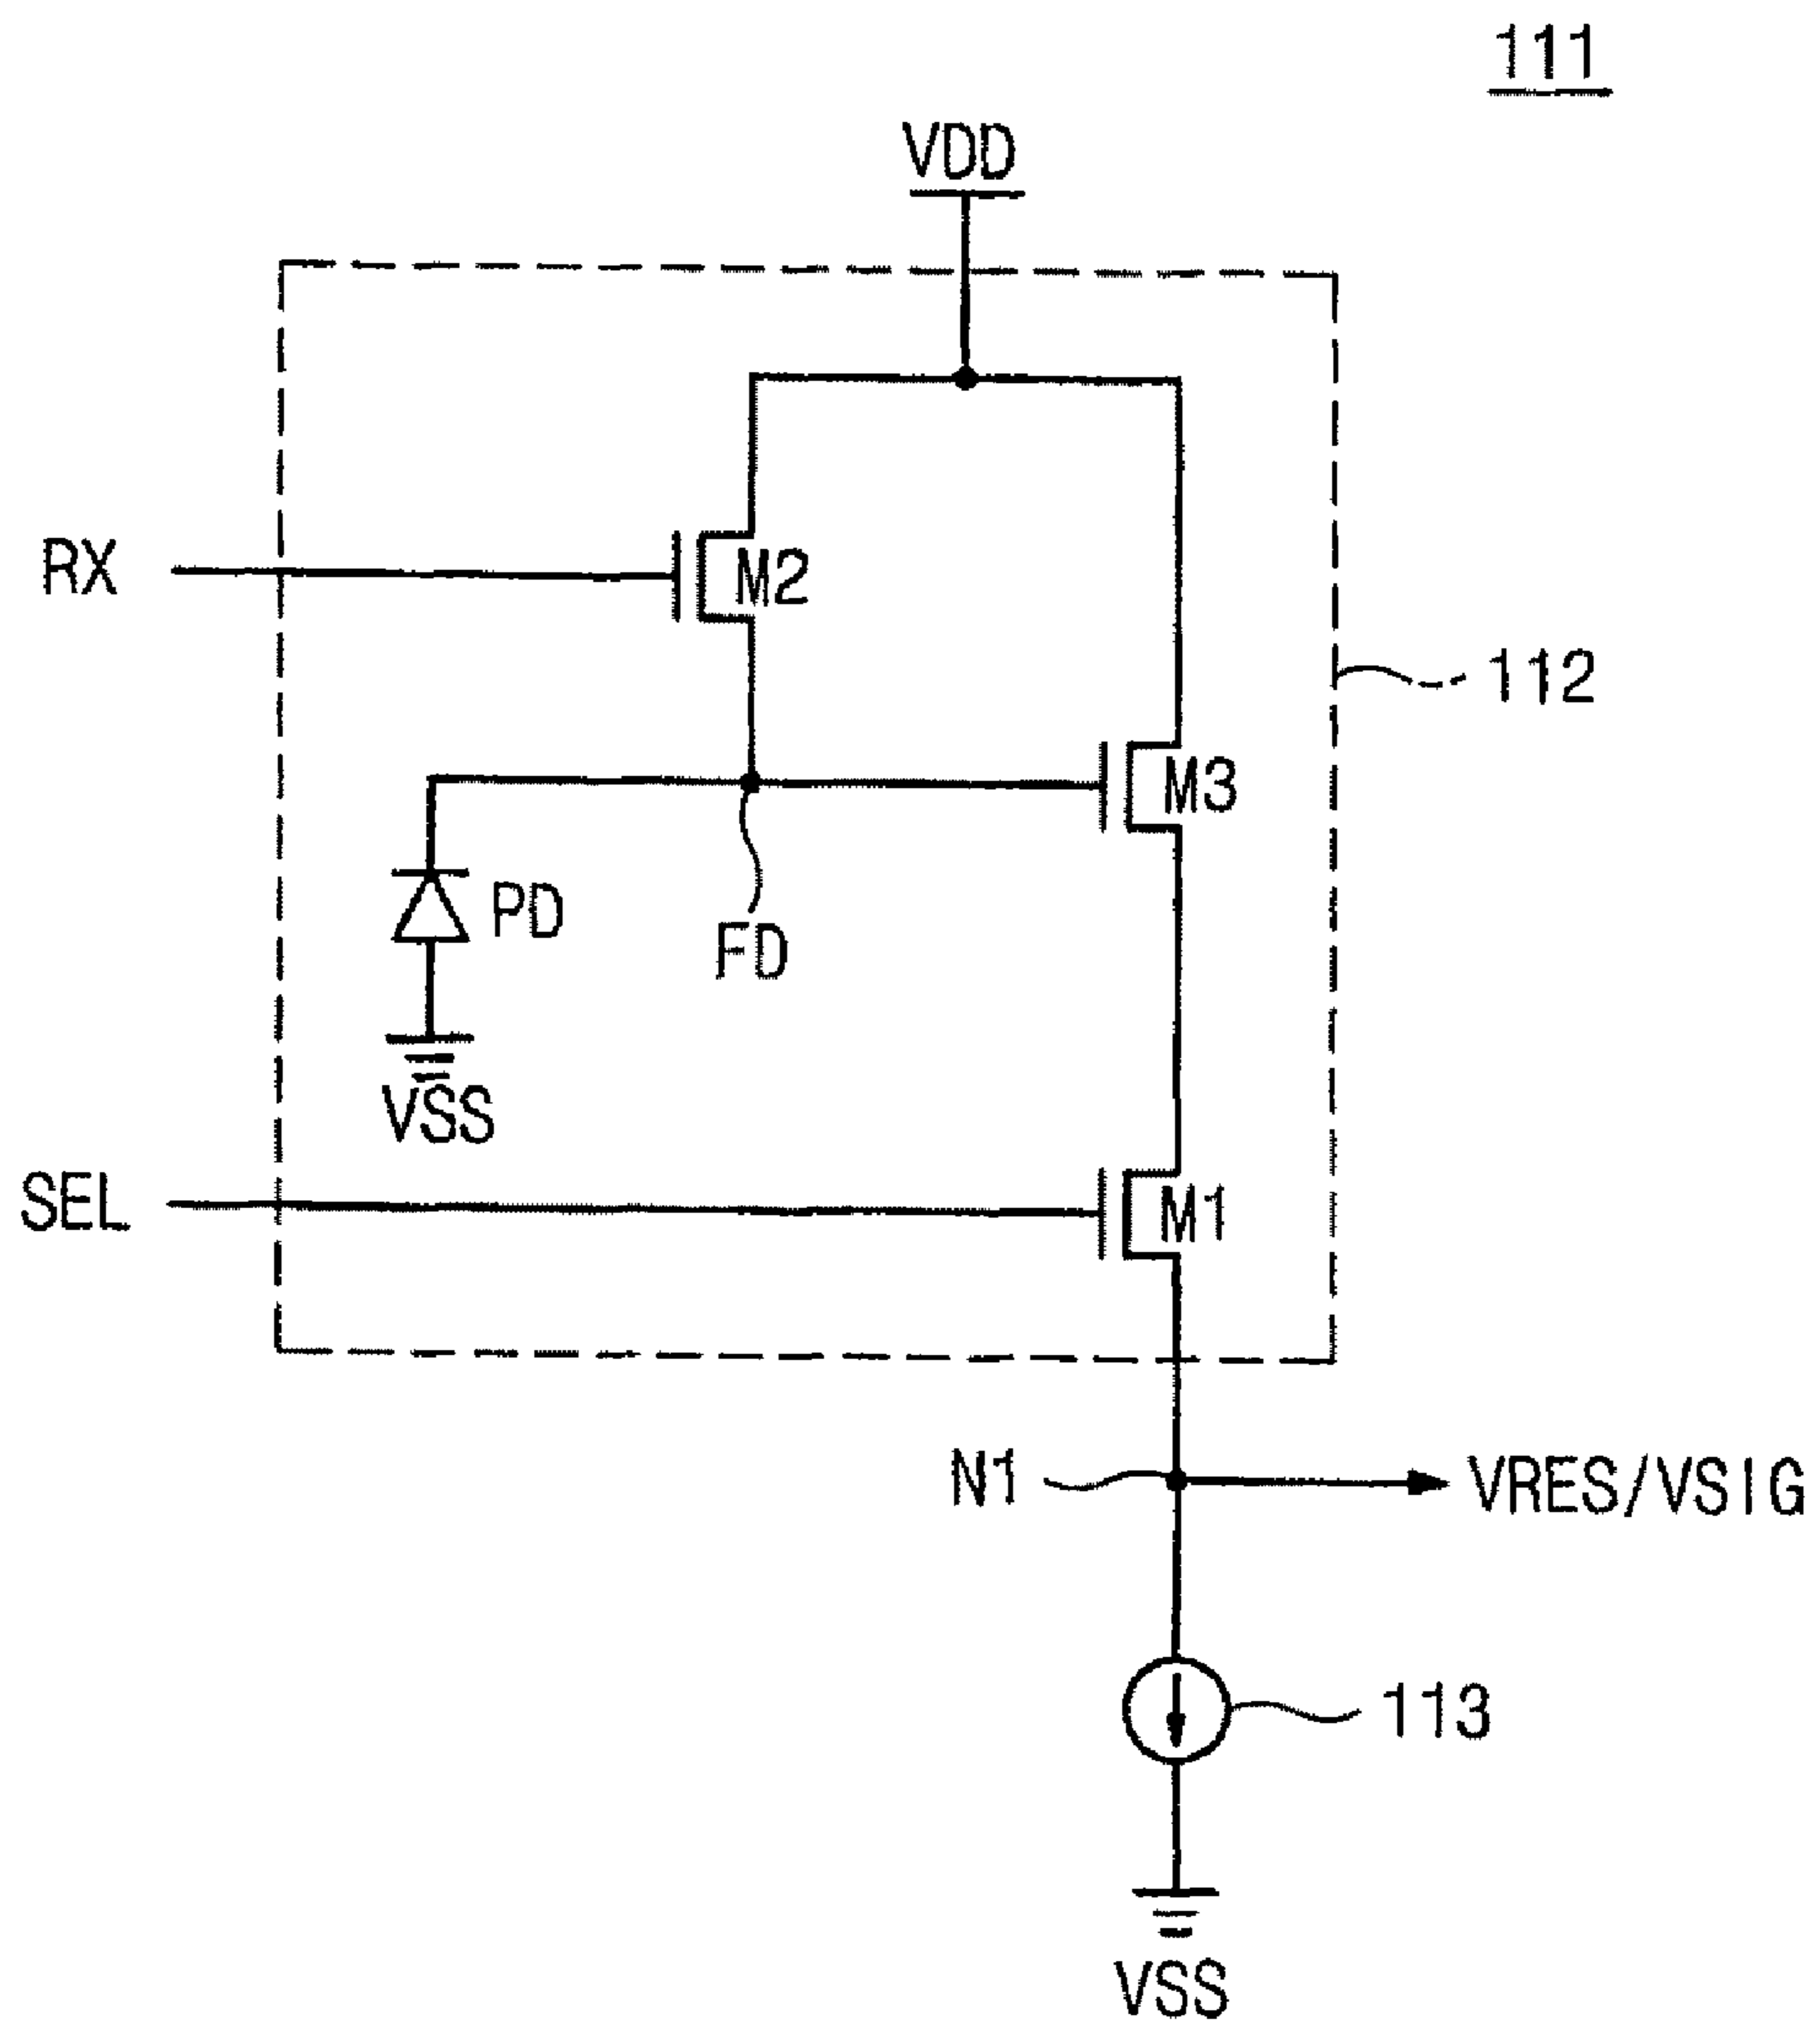 111
VDD
RX
M2
112
M3
PD
FD
VSS
SEL
M1
N1
VRES/VSIG
113
VSS